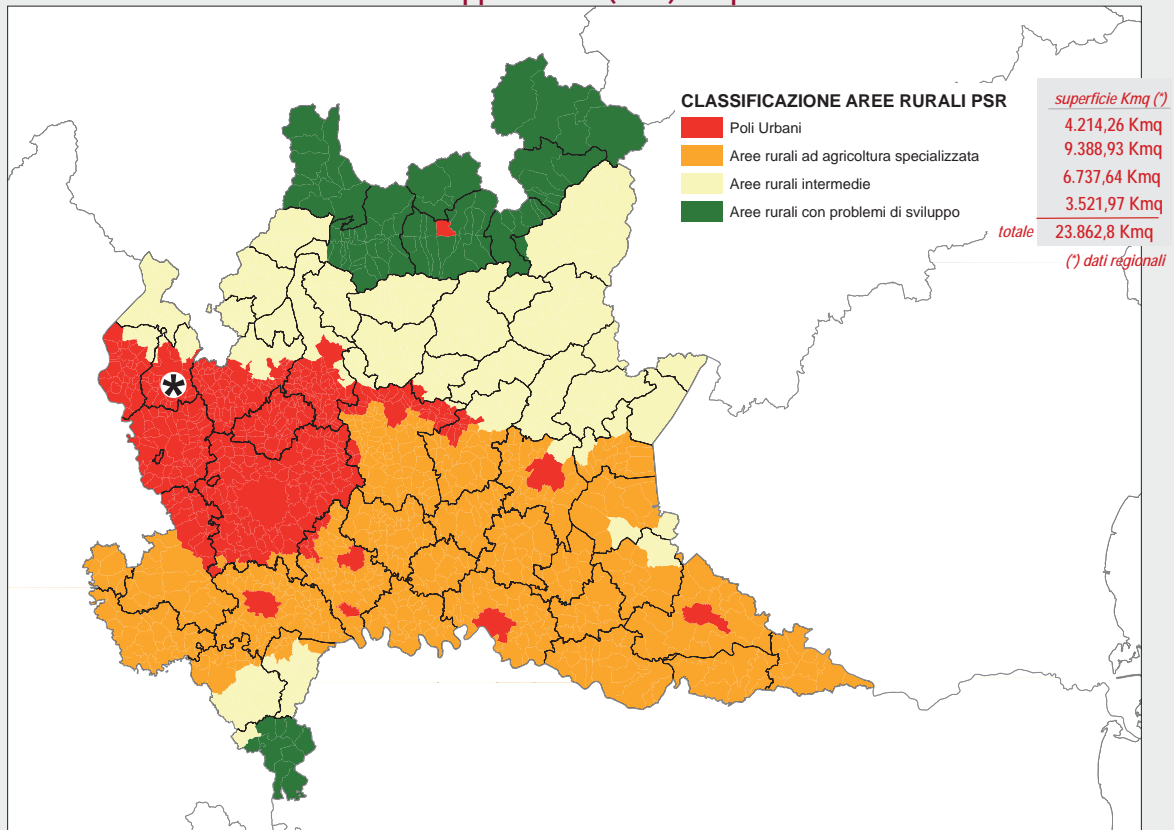 CLASSIFICAZIONE AREE RURALI PSR
superficie Kmq (*)
Poli Urbani
4.214,26 Kmq
Aree rurali ad agricoltura specializzata
9.388,93 Kmq
Aree rurali intermedie
6.737,64 Kmq
Aree rurali con problemi di sviluppo
3.521,97 Kmq
totale 23.862,8 Kmq
(*) dati regionali
*